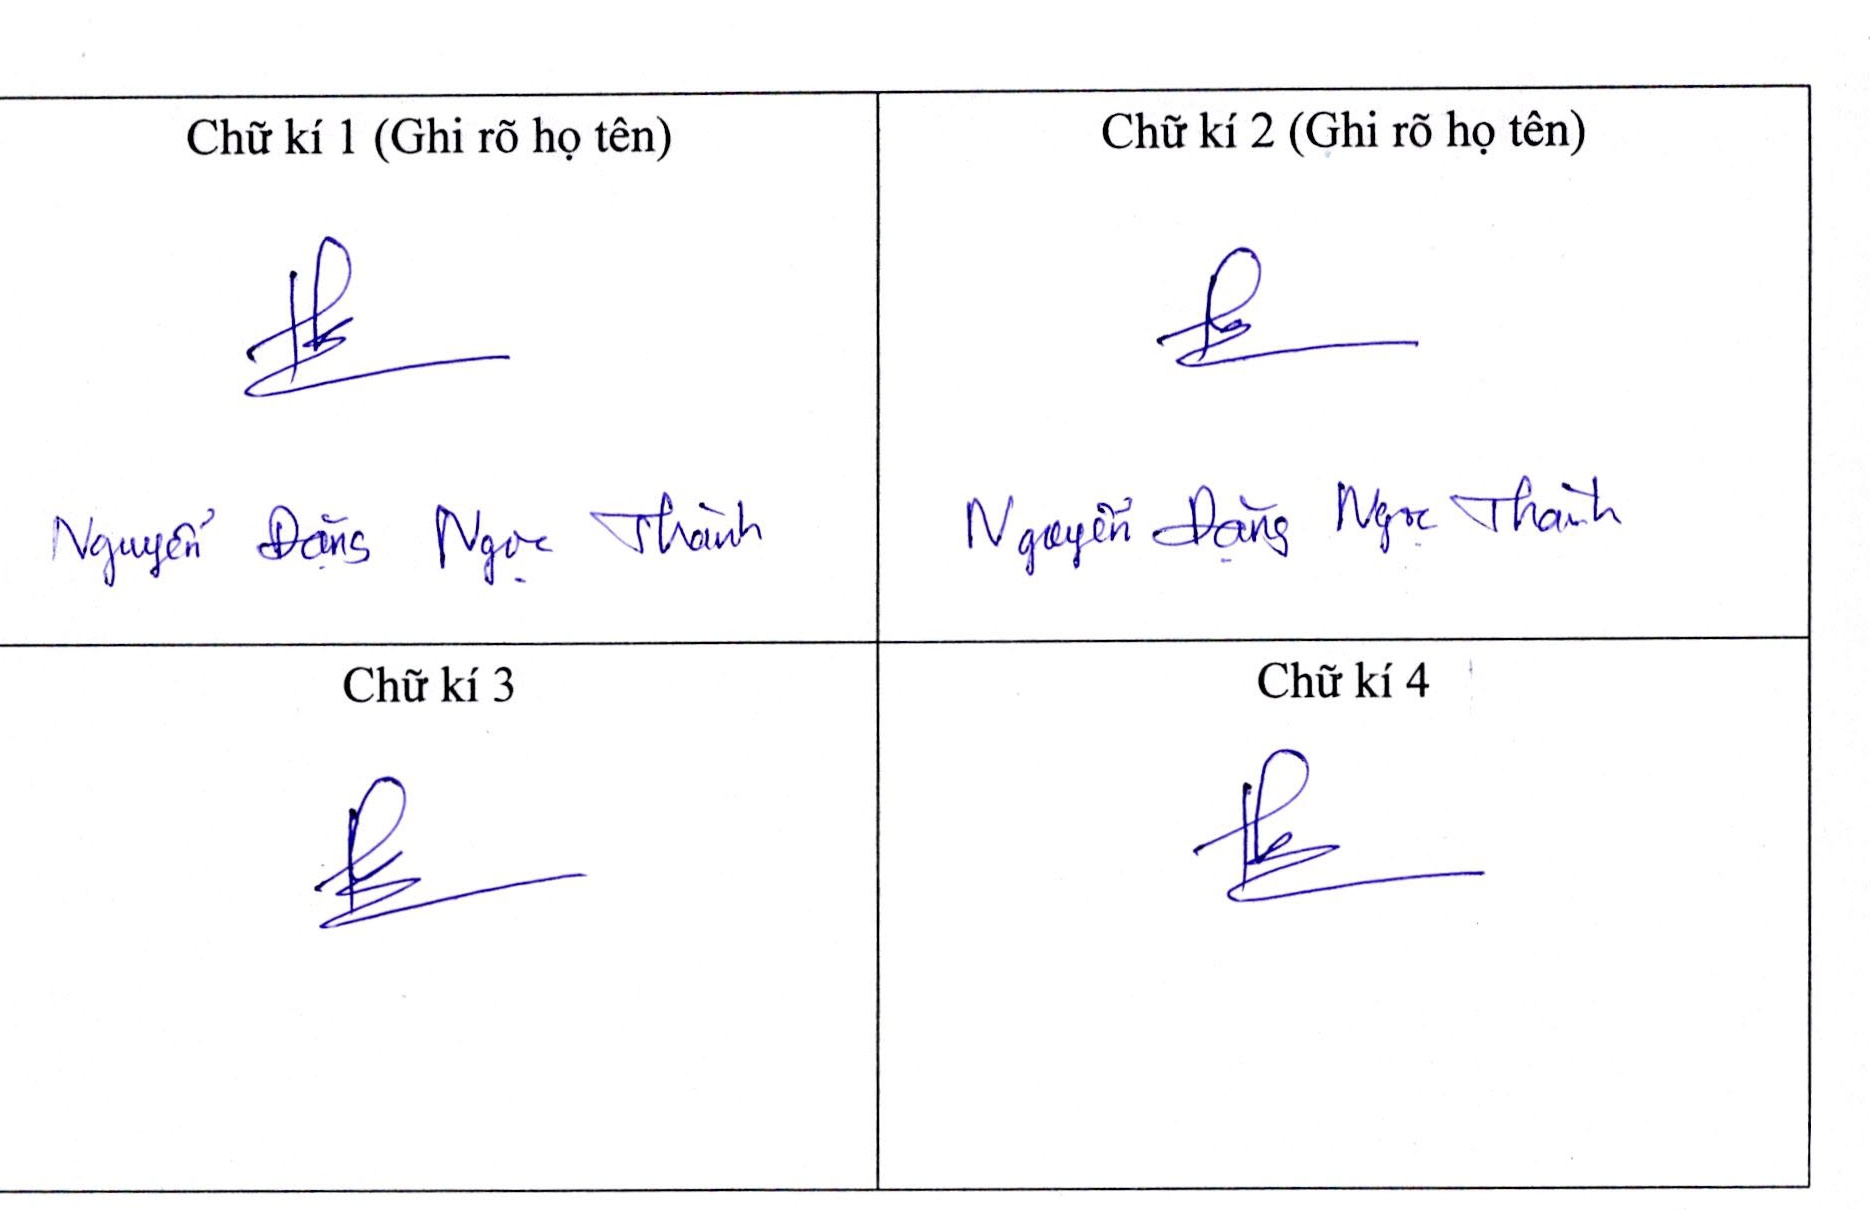 Chữ kí 1 (Ghi rõ họ tên)
Nguyễn Đặng Ngọc Thành
Chữ kí 2 (Ghi rõ họ tên)
Nguyễn Đặng Ngọc Thành
Chữ kí 3
Chữ kí 4